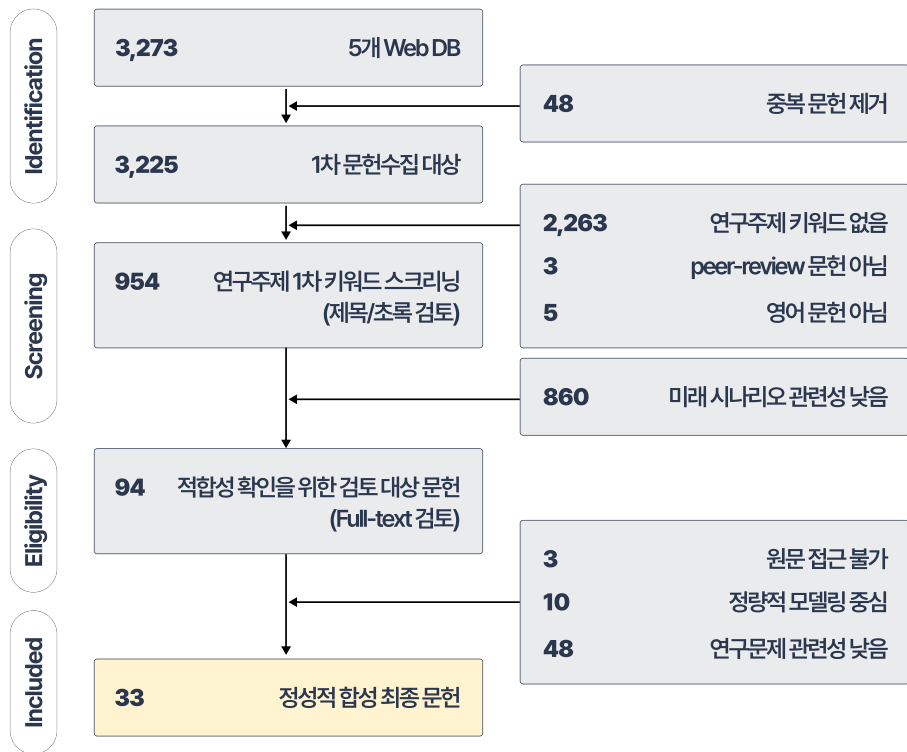 Identification
3,273 5개 Web DB
48 중복 문헌 제거
3,225 1차 문헌수집 대상
2,263 연구주제 키워드 없음
3 peer-review 문헌 아님
5 영어 문헌 아님
Screening
954 연구주제 1차 키워드 스크리닝
(제목/초록 검토)
860 미래 시나리오 관련성 낮음
Eligibility
94 적합성 확인을 위한 검토 대상 문헌
(Full-text 검토)
3 원문 접근 불가
10 정량적 모델링 중심
48 연구문제 관련성 낮음
Included
33 정성적 합성 최종 문헌